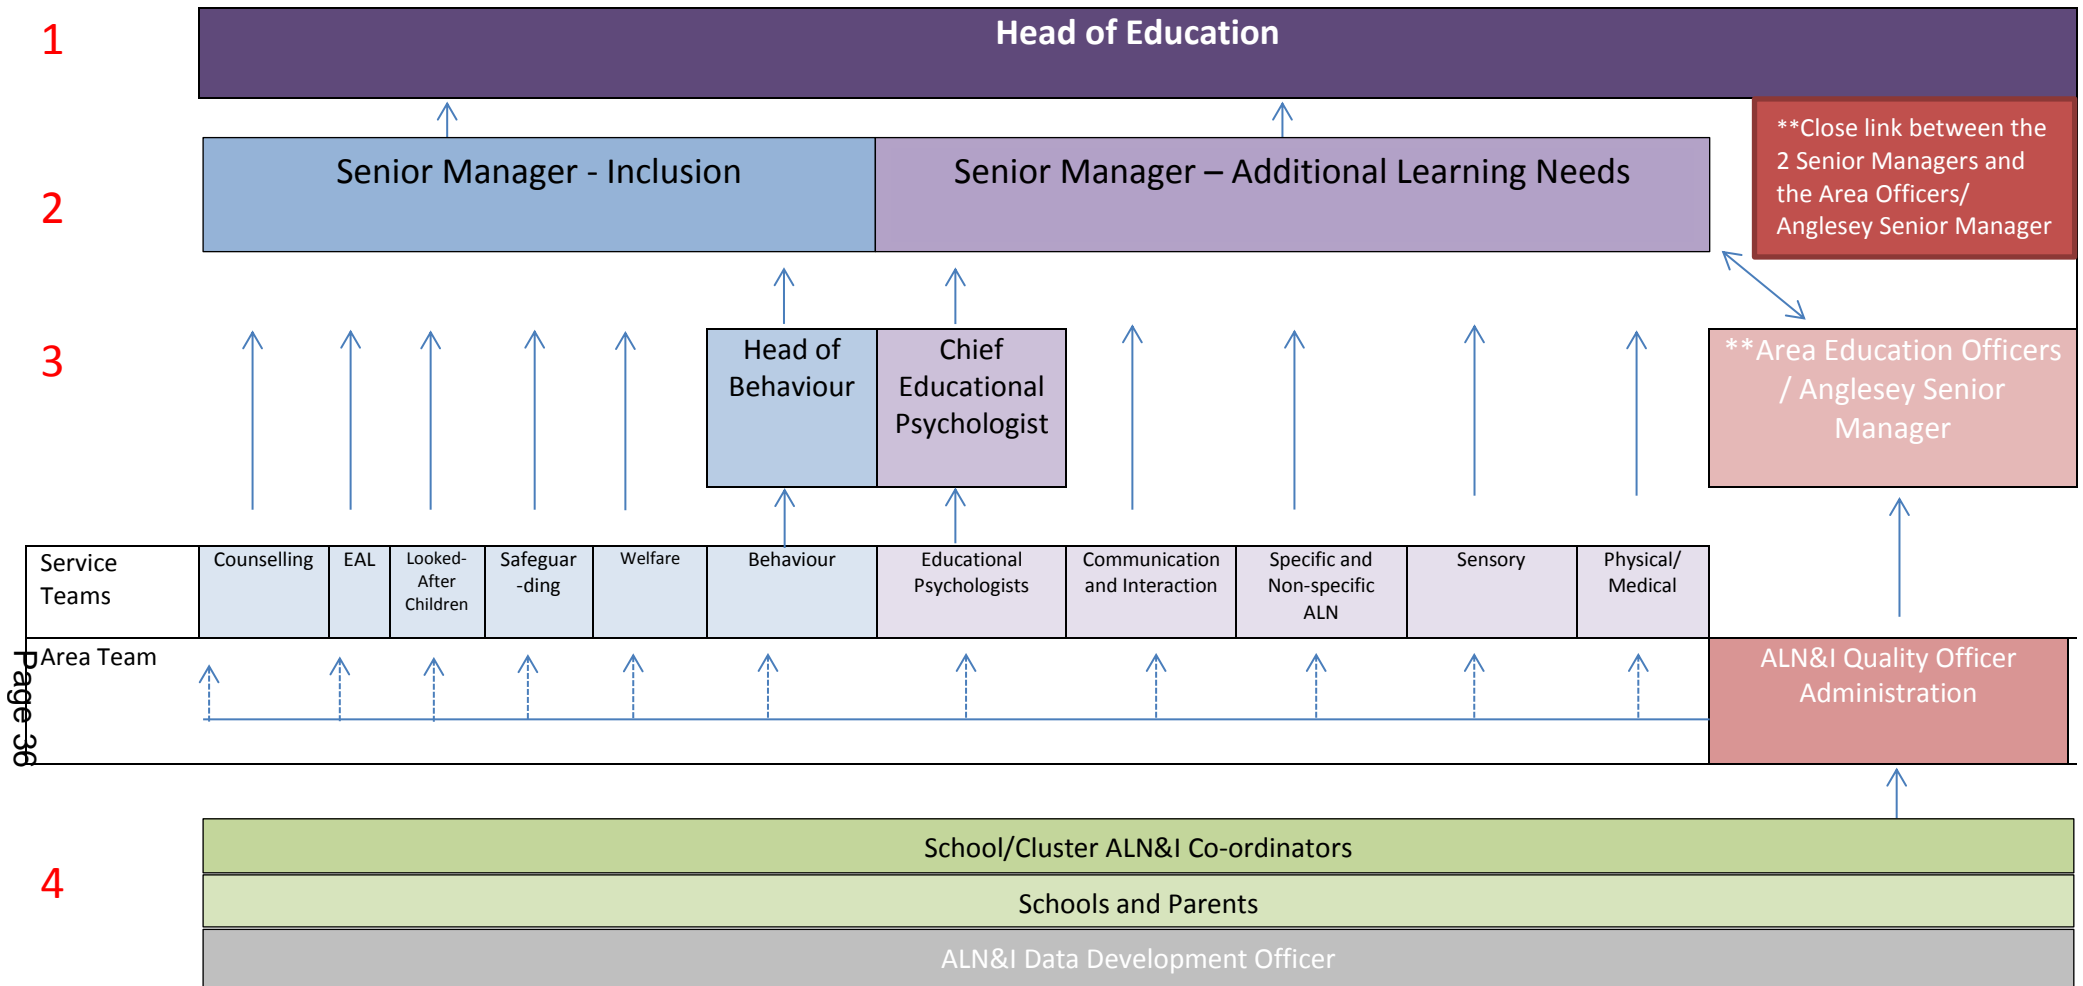 1
Head of Education
2
Senior Manager - Inclusion
Senior Manager – Additional Learning Needs
**Close link between the
2 Senior Managers and
the Area Officers/
Anglesey Senior Manager
3
Head of
Behaviour
Chief
Educational
Psychologist
**Area Education Officers
/ Anglesey Senior
Manager
Service
Teams
Counselling
EAL
Looked-
After
Children
Safeguar
-ding
Welfare
Behaviour
Educational
Psychologists
Communication
and Interaction
Specific and
Non-specific
ALN
Sensory
Physical/
Medical
Area Team
ALN&I Quality Officer
Administration
Page 36
4
School/Cluster ALN&I Co-ordinators
Schools and Parents
ALN&I Data Development Officer